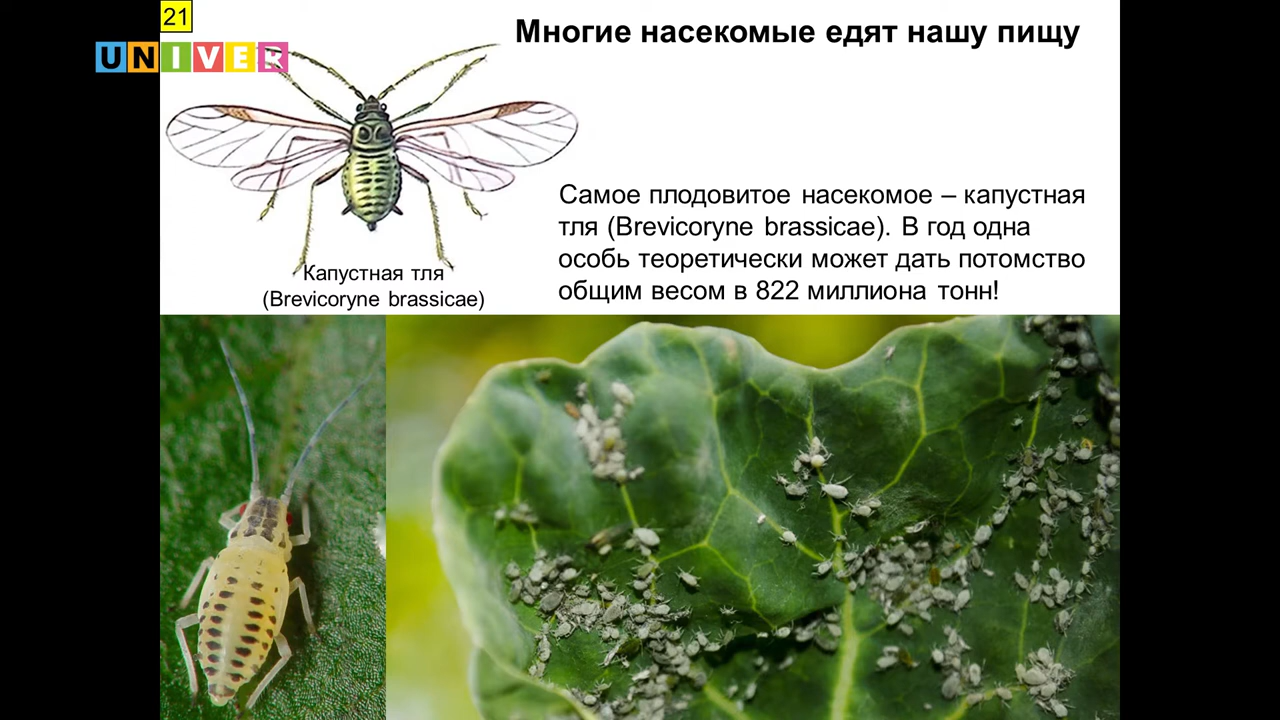 21
UNIVER
Многие насекомые едят нашу пищу
Самое плодовитое насекомое – капустная
тля (Brevicoryne brassicae). В год одна
особь теоретически может дать потомство
общим весом в 822 миллиона тонн!
Капустная тля
(Brevicoryne brassicae)